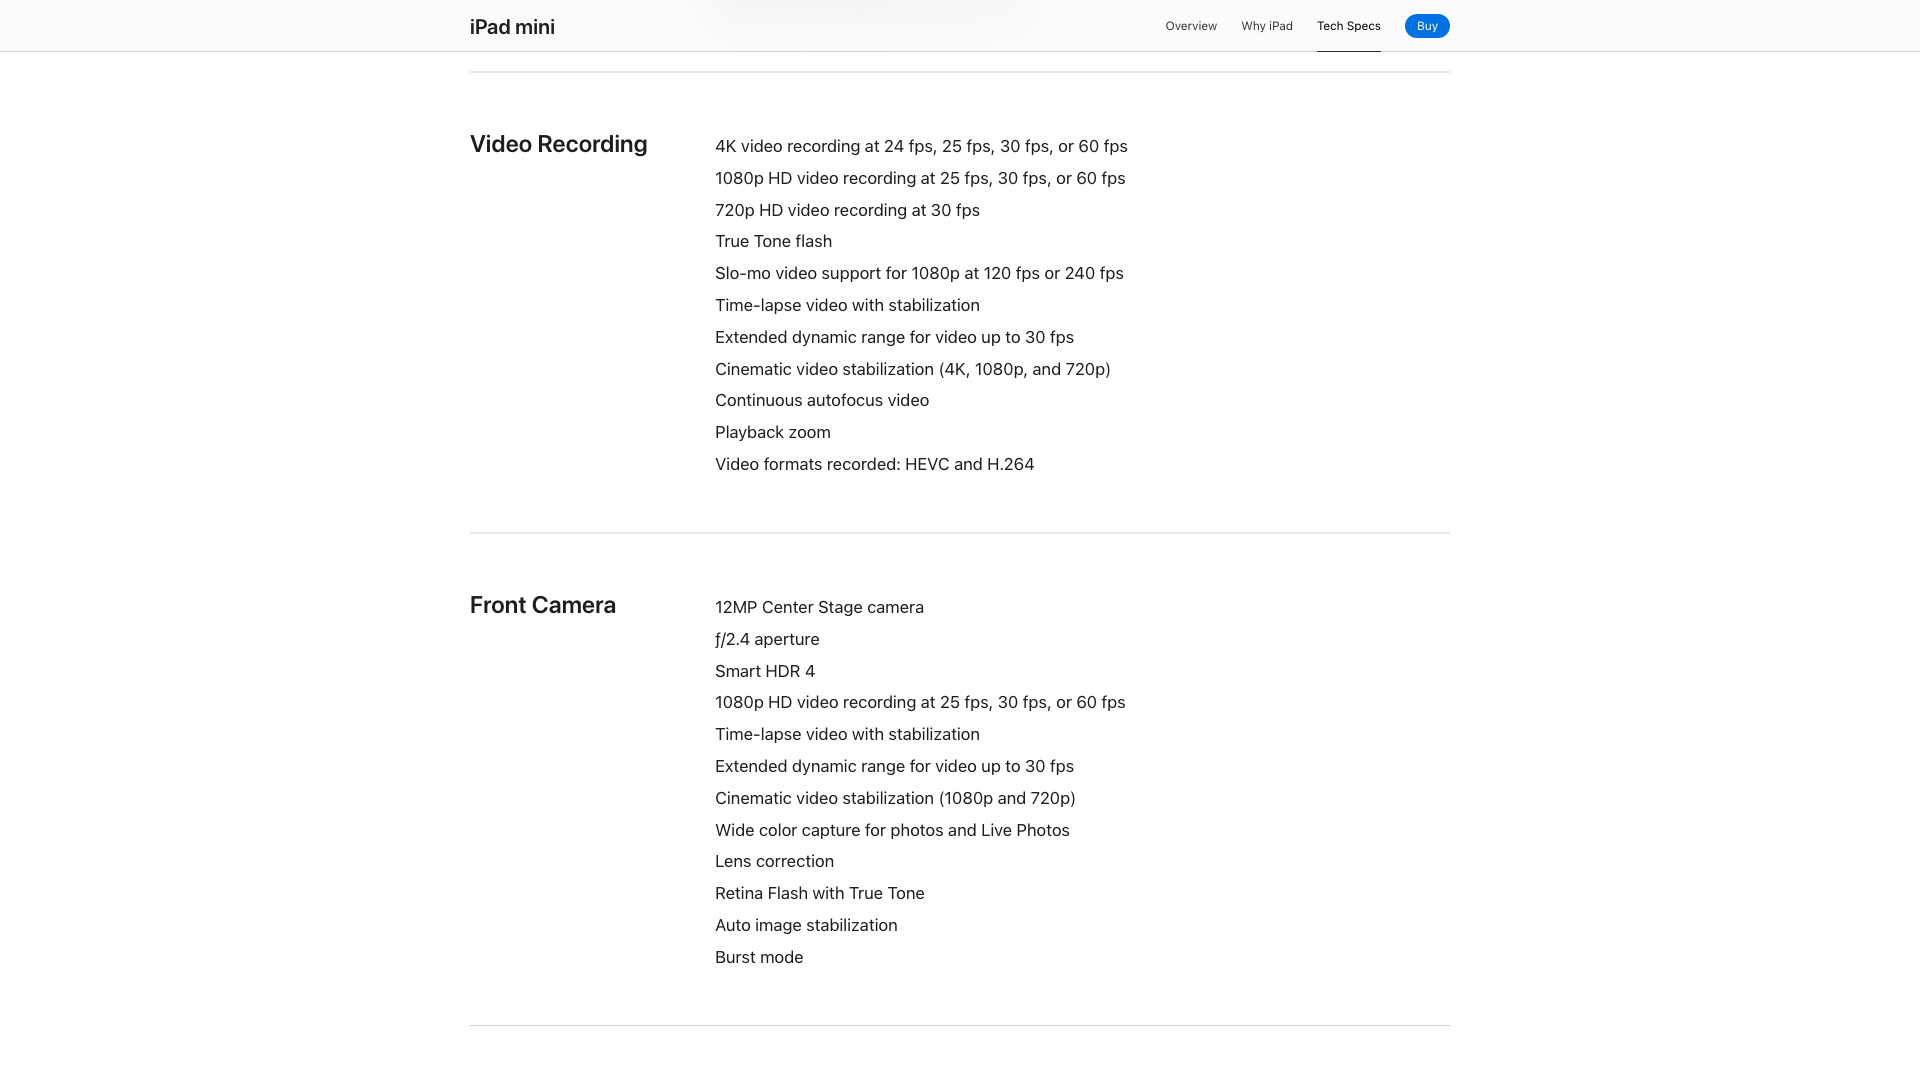 iPad mini
Overview
Why iPad
Tech Specs
Buy
Video Recording
4K video recording at 24 fps, 25 fps, 30 fps, or 60 fps
1080p HD video recording at 25 fps, 30 fps, or 60 fps
720p HD video recording at 30 fps
True Tone flash
Slo-mo video support for 1080p at 120 fps or 240 fps
Time-lapse video with stabilization
Extended dynamic range for video up to 30 fps
Cinematic video stabilization (4K, 1080p, and 720p)
Continuous autofocus video
Playback zoom
Video formats recorded: HEVC and H.264
Front Camera
12MP Center Stage camera
ƒ/2.4 aperture
Smart HDR 4
1080p HD video recording at 25 fps, 30 fps, or 60 fps
Time-lapse video with stabilization
Extended dynamic range for video up to 30 fps
Cinematic video stabilization (1080p and 720p)
Wide color capture for photos and Live Photos
Lens correction
Retina Flash with True Tone
Auto image stabilization
Burst mode